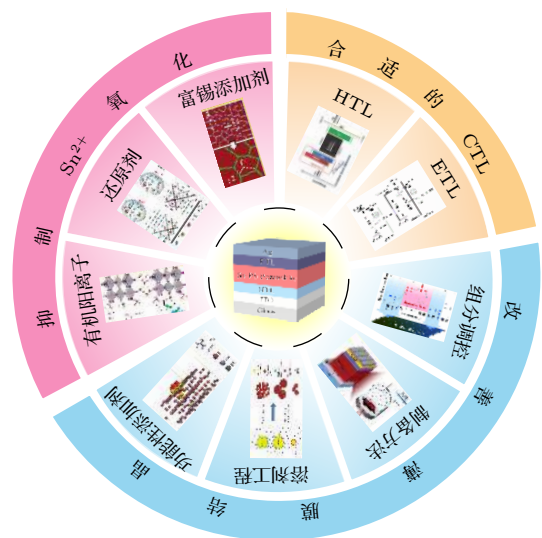 合适的CTL
HTL
ETL
改善薄膜结晶
组分调控
制备方法
溶剂工程
功能性添加剂
抑制Sn²⁺氧化
有机阳离子
还原剂
富锡添加剂